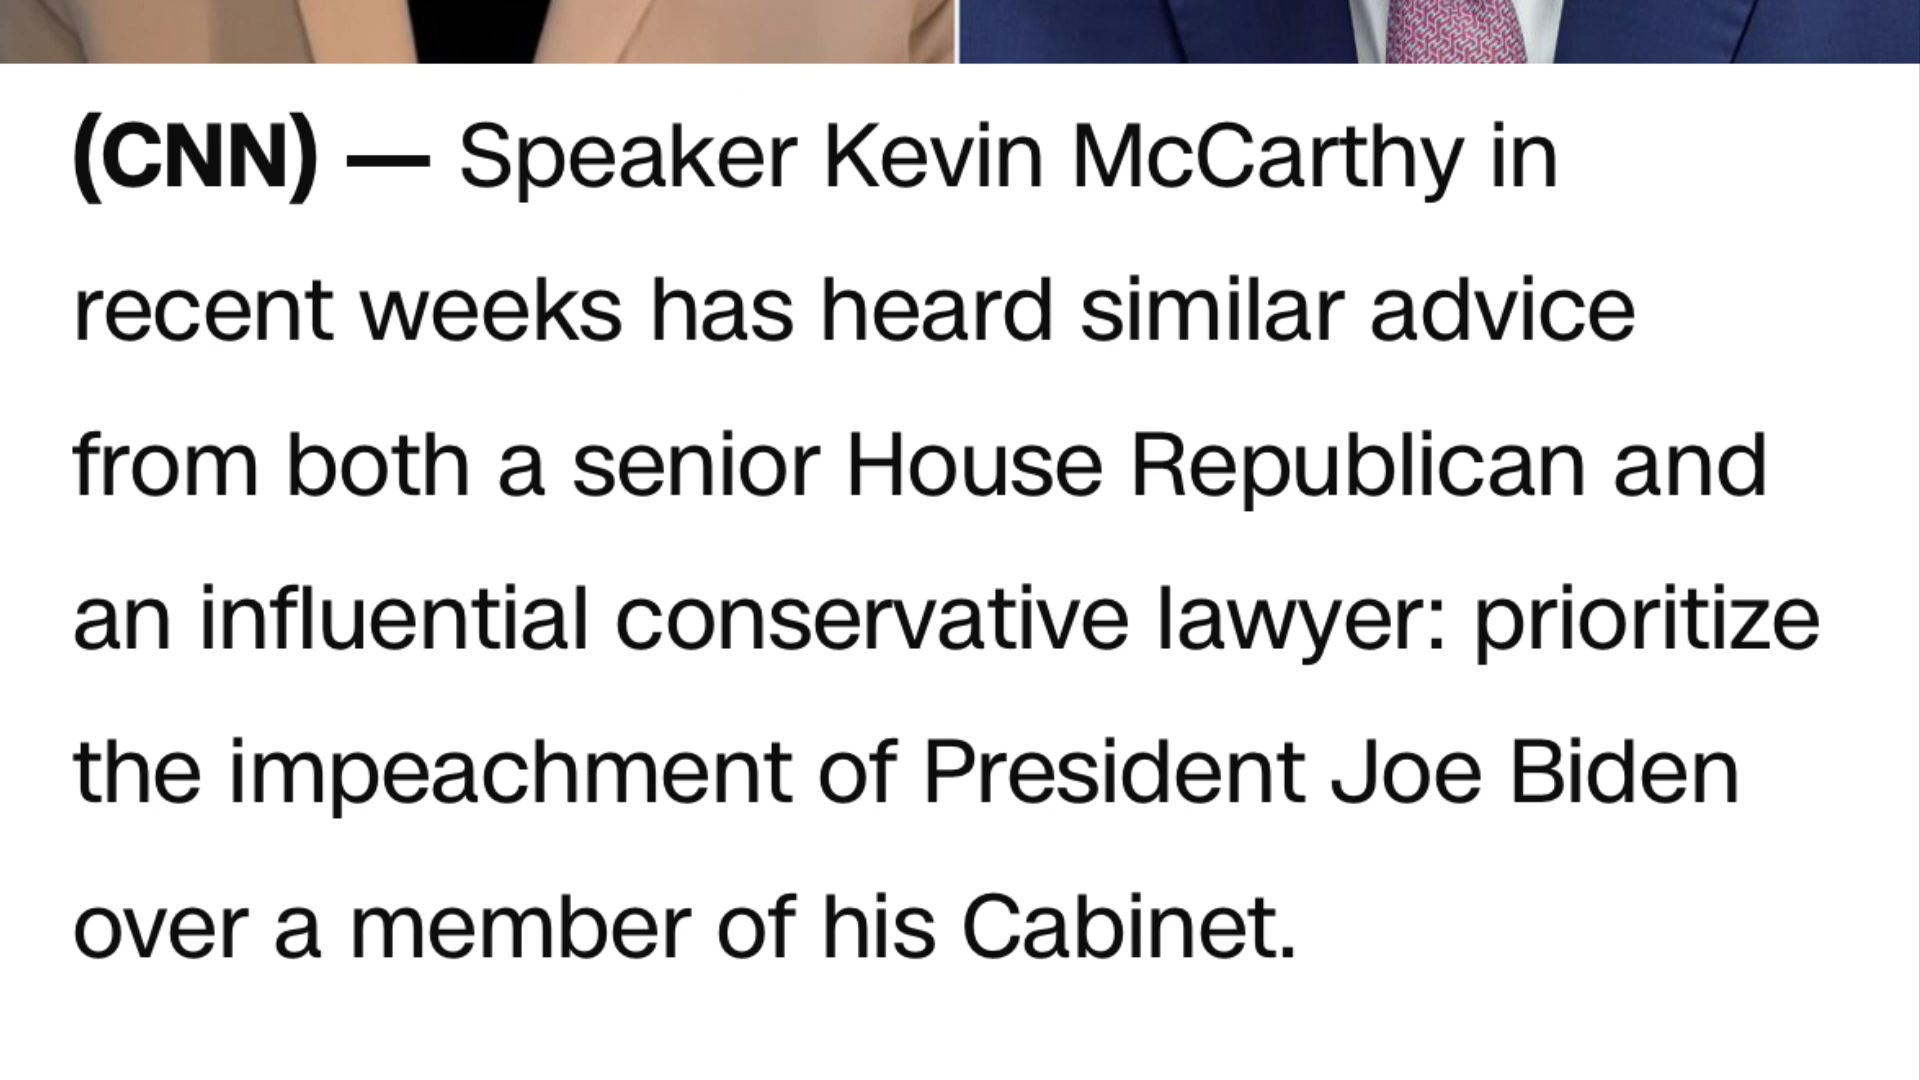 (CNN) — Speaker Kevin McCarthy in
recent weeks has heard similar advice
from both a senior House Republican and
an influential conservative lawyer: prioritize
the impeachment of President Joe Biden
over a member of his Cabinet.